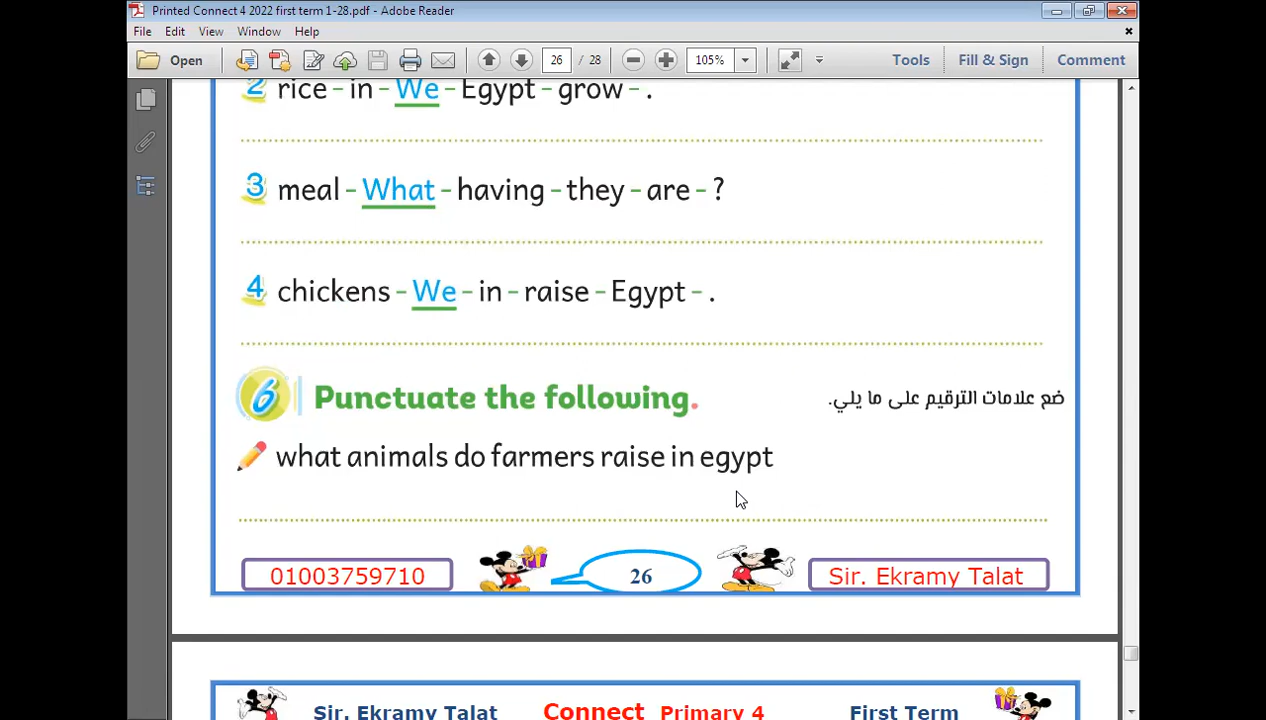 Printed Connect 4 2022 first term 1-28.pdf - Adobe Reader
File Edit View Window Help
Open 26 / 28 105% Tools Fill & Sign Comment
2 rice - in - We - Egypt - grow - .
3 meal - What - having - they - are - ?
4 chickens - We - in - raise - Egypt - .
6 Punctuate the following. ضع علامات الترقيم على ما يلي.
what animals do farmers raise in egypt
01003759710 26 Sir. Ekramy Talat
Sir. Ekramy Talat Connect Primary 4 First Term